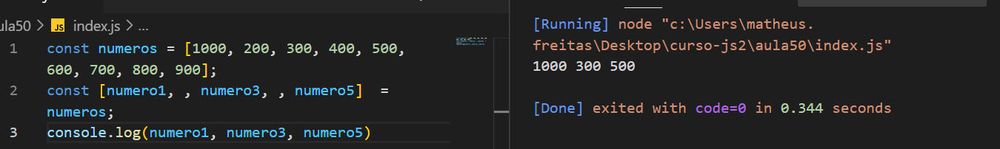 ula50 > JS index.js > ...
1 const numeros = [1000, 200, 300, 400, 500,
600, 700, 800, 900];
2 const [numero1, , numero3, , numero5]  =
numeros;
3 console.log(numero1, numero3, numero5)
[Running] node "c:\Users\matheus.
freitas\Desktop\curso-js2\aula50\index.js"
1000 300 500
[Done] exited with code=0 in 0.344 seconds